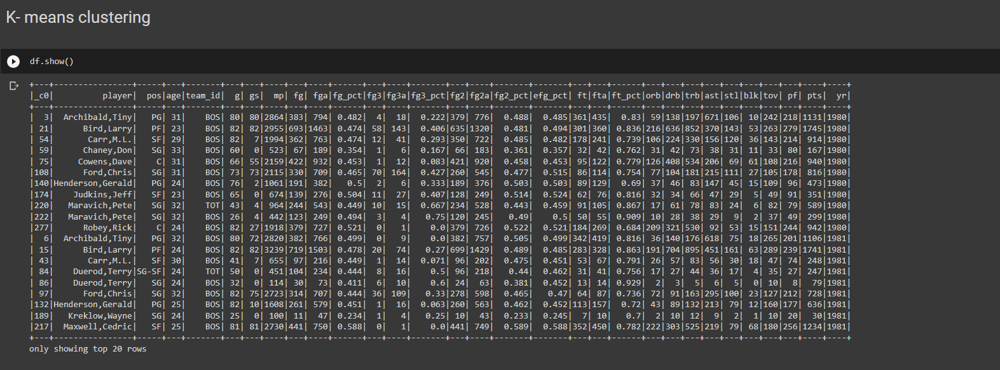 K- means clustering
df.show()
+---+----------------+-----+---+-------+---+---+----+---+----+------+---+----+-------+---+----+-------+-------+---+---+------+---+---+---+---+---+---+---+---+----+----+
|_c0|          player|  pos|age|team_id|  g| gs|  mp| fg| fga|fg_pct|fg3|fg3a|fg3_pct|fg2|fg2a|fg2_pct|efg_pct| ft|fta|ft_pct|orb|drb|trb|ast|stl|blk|tov| pf| pts|  yr|
+---+----------------+-----+---+-------+---+---+----+---+----+------+---+----+-------+---+----+-------+-------+---+---+------+---+---+---+---+---+---+---+---+----+----+
|  3|  Archibald,Tiny|   PG| 31|    BOS| 80| 80|2864|383| 794| 0.482|  4|  18|  0.222|379| 776|  0.488|  0.485|361|435|  0.83| 59|138|197|671|106| 10|242|218|1131|1980|
| 21|      Bird,Larry|   PF| 23|    BOS| 82| 82|2955|693|1463| 0.474| 58| 143|  0.406|635|1320|  0.481|  0.494|301|360| 0.836|216|636|852|370|143| 53|263|279|1745|1980|
| 54|       Carr,M.L.|   SF| 29|    BOS| 82|  7|1994|362| 763| 0.474| 12|  41|  0.293|350| 722|  0.485|  0.482|178|241| 0.739|106|224|330|156|120| 36|143|214| 914|1980|
| 59|      Chaney,Don|   SG| 33|    BOS| 60|  0| 523| 67| 189| 0.354|  1|   6|  0.167| 66| 183|  0.361|  0.357| 32| 42| 0.762| 31| 42| 73| 38| 31| 11| 33| 80| 167|1980|
| 75|     Cowens,Dave|    C| 31|    BOS| 66| 55|2159|422| 932| 0.453|  1|  12|  0.083|421| 920|  0.458|  0.453| 95|122| 0.779|126|408|534|206| 69| 61|108|216| 940|1980|
|108|      Ford,Chris|   SG| 31|    BOS| 73| 73|2115|330| 709| 0.465| 70| 164|  0.427|260| 545|  0.477|  0.515| 86|114| 0.754| 77|104|181|215|111| 27|105|178| 816|1980|
|140|Henderson,Gerald|   PG| 24|    BOS| 76|  2|1061|191| 382|   0.5|  2|   6|  0.333|189| 376|  0.503|  0.503| 89|129|  0.69| 37| 46| 83|147| 45| 15|109| 96| 473|1980|
|174|    Judkins,Jeff|   SF| 23|    BOS| 65|  0| 674|139| 276| 0.504| 11|  27|  0.407|128| 249|  0.514|  0.524| 62| 76| 0.816| 32| 34| 66| 47| 29|  5| 49| 91| 351|1980|
|220|   Maravich,Pete|   SG| 32|    TOT| 43|  4| 964|244| 543| 0.449| 10|  15|  0.667|234| 528|  0.443|  0.459| 91|105| 0.867| 17| 61| 78| 83| 24|  6| 82| 79| 589|1980|
|222|   Maravich,Pete|   SG| 32|    BOS| 26|  4| 442|123| 249| 0.494|  3|   4|   0.75|120| 245|   0.49|    0.5| 50| 55| 0.909| 10| 28| 38| 29|  9|  2| 37| 49| 299|1980|
|277|      Robey,Rick|    C| 24|    BOS| 82| 27|1918|379| 727| 0.521|  0|   1|    0.0|379| 726|  0.522|  0.521|184|269| 0.684|209|321|530| 92| 53| 15|151|244| 942|1980|
|  6|  Archibald,Tiny|   PG| 32|    BOS| 80| 72|2820|382| 766| 0.499|  0|   9|    0.0|382| 757|  0.505|  0.499|342|419| 0.816| 36|140|176|618| 75| 18|265|201|1106|1981|
| 15|      Bird,Larry|   PF| 24|    BOS| 82| 82|3239|719|1503| 0.478| 20|  74|   0.27|699|1429|  0.489|  0.485|283|328| 0.863|191|704|895|451|161| 63|289|239|1741|1981|
| 43|       Carr,M.L.|   SF| 30|    BOS| 41|  7| 655| 97| 216| 0.449|  1|  14|  0.071| 96| 202|  0.475|  0.451| 53| 67| 0.791| 26| 57| 83| 56| 30| 18| 47| 74| 248|1981|
| 84|    Duerod,Terry|SG-SF| 24|    TOT| 50|  0| 451|104| 234| 0.444|  8|  16|    0.5| 96| 218|   0.44|  0.462| 31| 41| 0.756| 17| 27| 44| 36| 17|  4| 35| 27| 247|1981|
| 86|    Duerod,Terry|   SG| 24|    BOS| 32|  0| 114| 30|  73| 0.411|  6|  10|    0.6| 24|  63|  0.381|  0.452| 13| 14| 0.929|  2|  3|  5|  6|  5|  0| 10|  8|  79|1981|
| 97|      Ford,Chris|   SG| 32|    BOS| 82| 75|2723|314| 707| 0.444| 36| 109|   0.33|278| 598|  0.465|   0.47| 64| 87| 0.736| 72| 91|163|295|100| 23|127|212| 728|1981|
|132|Henderson,Gerald|   PG| 25|    BOS| 82| 10|1608|261| 579| 0.451|  1|  16|  0.063|260| 563|  0.462|  0.452|113|157|  0.72| 43| 89|132|213| 79| 12|160|177| 636|1981|
|189|   Kreklow,Wayne|   SG| 24|    BOS| 25|  0| 100| 11|  47| 0.234|  1|   4|   0.25| 10|  43|  0.233|  0.245|  7| 10|   0.7|  2| 10| 12|  9|  2|  1| 10| 20|  30|1981|
|217|  Maxwell,Cedric|   SF| 25|    BOS| 81| 81|2730|441| 750| 0.588|  0|   1|    0.0|441| 749|  0.589|  0.588|352|450| 0.782|222|303|525|219| 79| 68|180|256|1234|1981|
+---+----------------+-----+---+-------+---+---+----+---+----+------+---+----+-------+---+----+-------+-------+---+---+------+---+---+---+---+---+---+---+---+----+----+
only showing top 20 rows